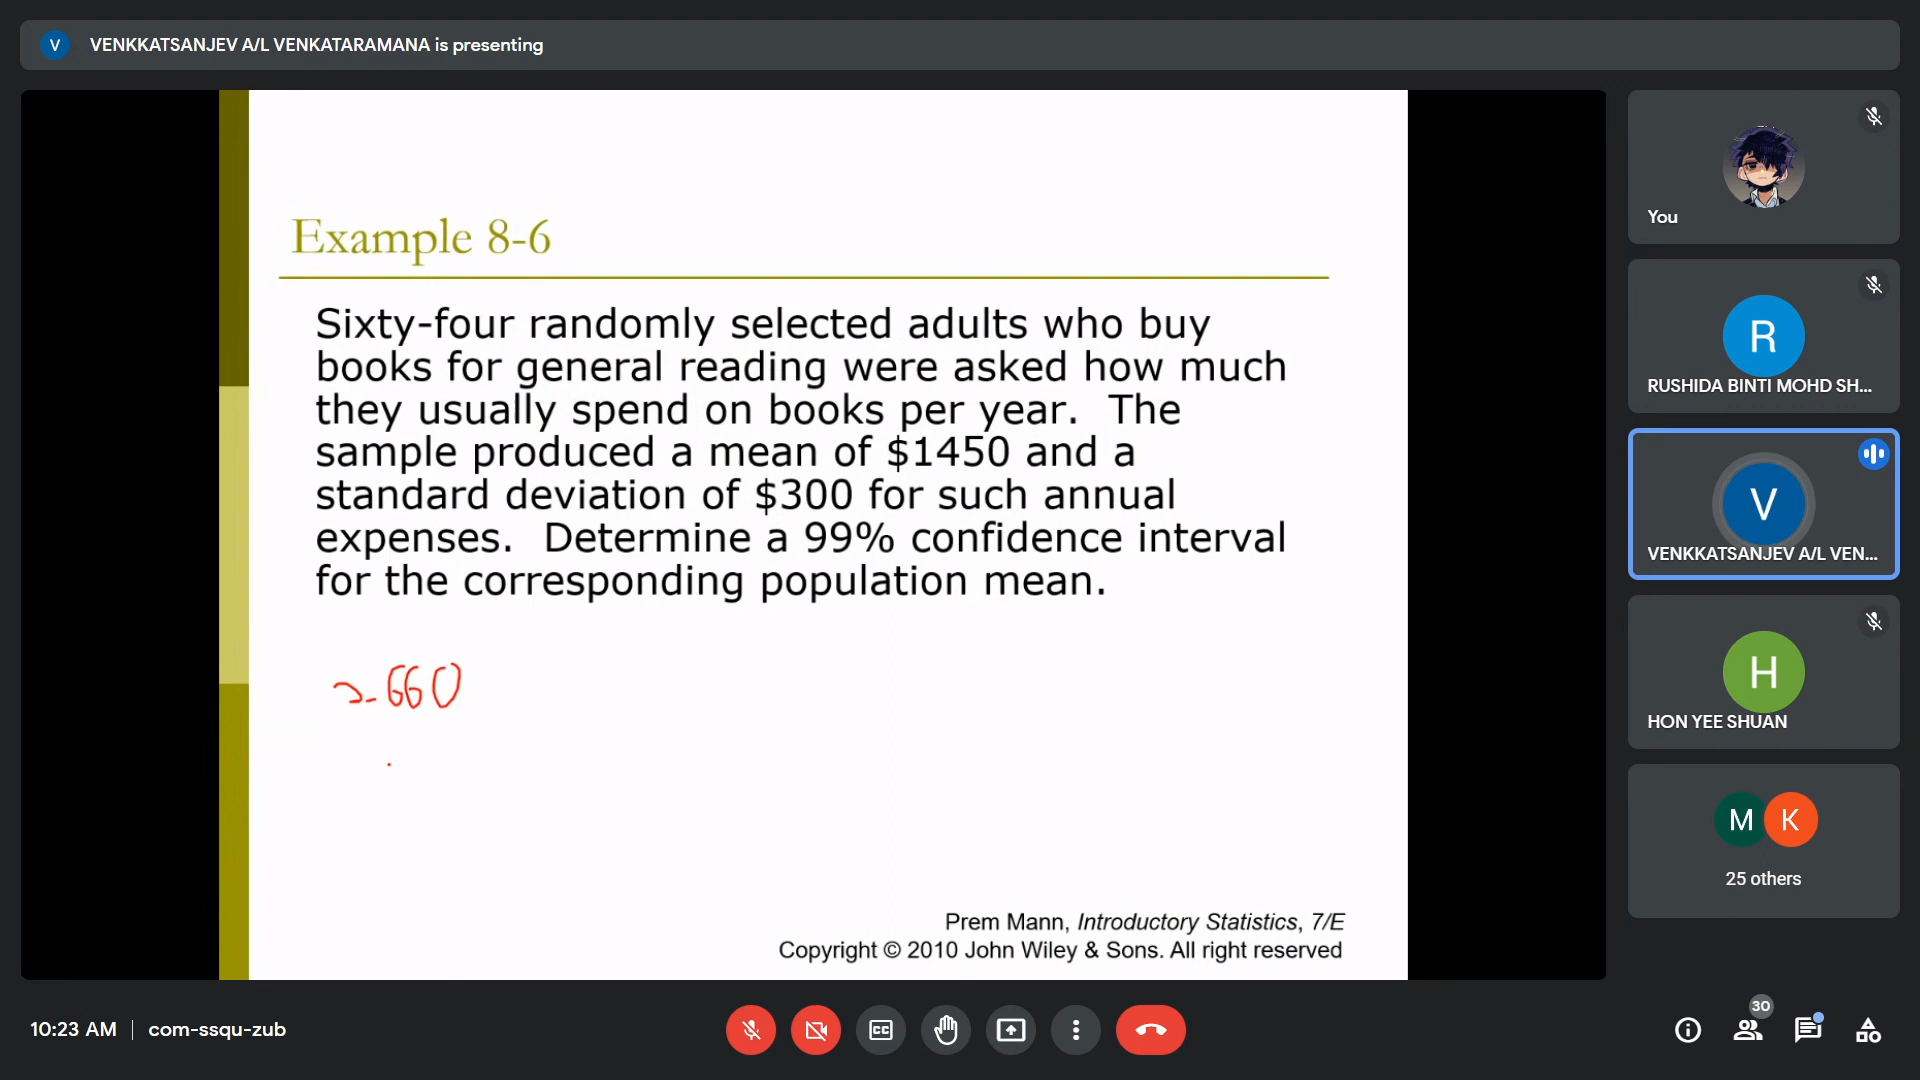 V VENKKATSANJEV A/L VENKATARAMANA is presenting
Example 8-6
Sixty-four randomly selected adults who buy
books for general reading were asked how much
they usually spend on books per year. The
sample produced a mean of $1450 and a
standard deviation of $300 for such annual
expenses. Determine a 99% confidence interval
for the corresponding population mean.
2.660
Prem Mann, Introductory Statistics, 7/E
Copyright © 2010 John Wiley & Sons. All right reserved
You
R
RUSHIDA BINTI MOHD SH...
V
VENKKATSANJEV A/L VEN...
H
HON YEE SHUAN
M K
25 others
10:23 AM | com-ssqu-zub
CC
30